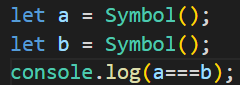 let a = Symbol();
let b = Symbol();
console.log(a===b);